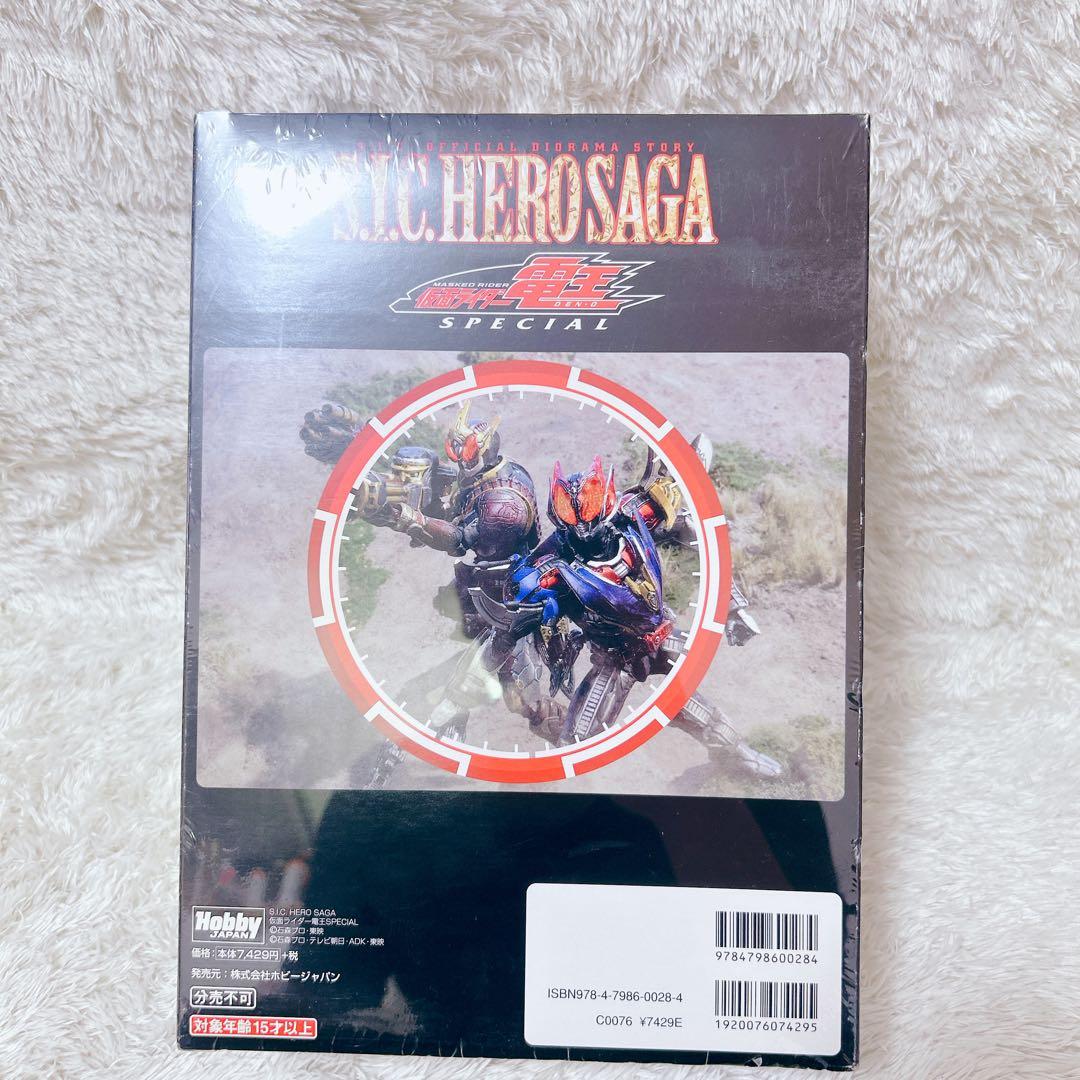 S.I.C. OFFICIAL DIORAMA STORY
S.I.C. HERO SAGA
MASKED RIDER
仮面ライダー電王
DEN-O
SPECIAL
Hobby
JAPAN
S.I.C. HERO SAGA
仮面ライダー電王SPECIAL
©石森プロ・東映
©石森プロ・テレビ朝日・ADK・東映
価格:本体7,429円+税
発売元:株式会社ホビージャパン
分売不可
対象年齢15才以上
9784798600284
ISBN978-4-7986-0028-4
C0076 ¥7429E
1920076074295